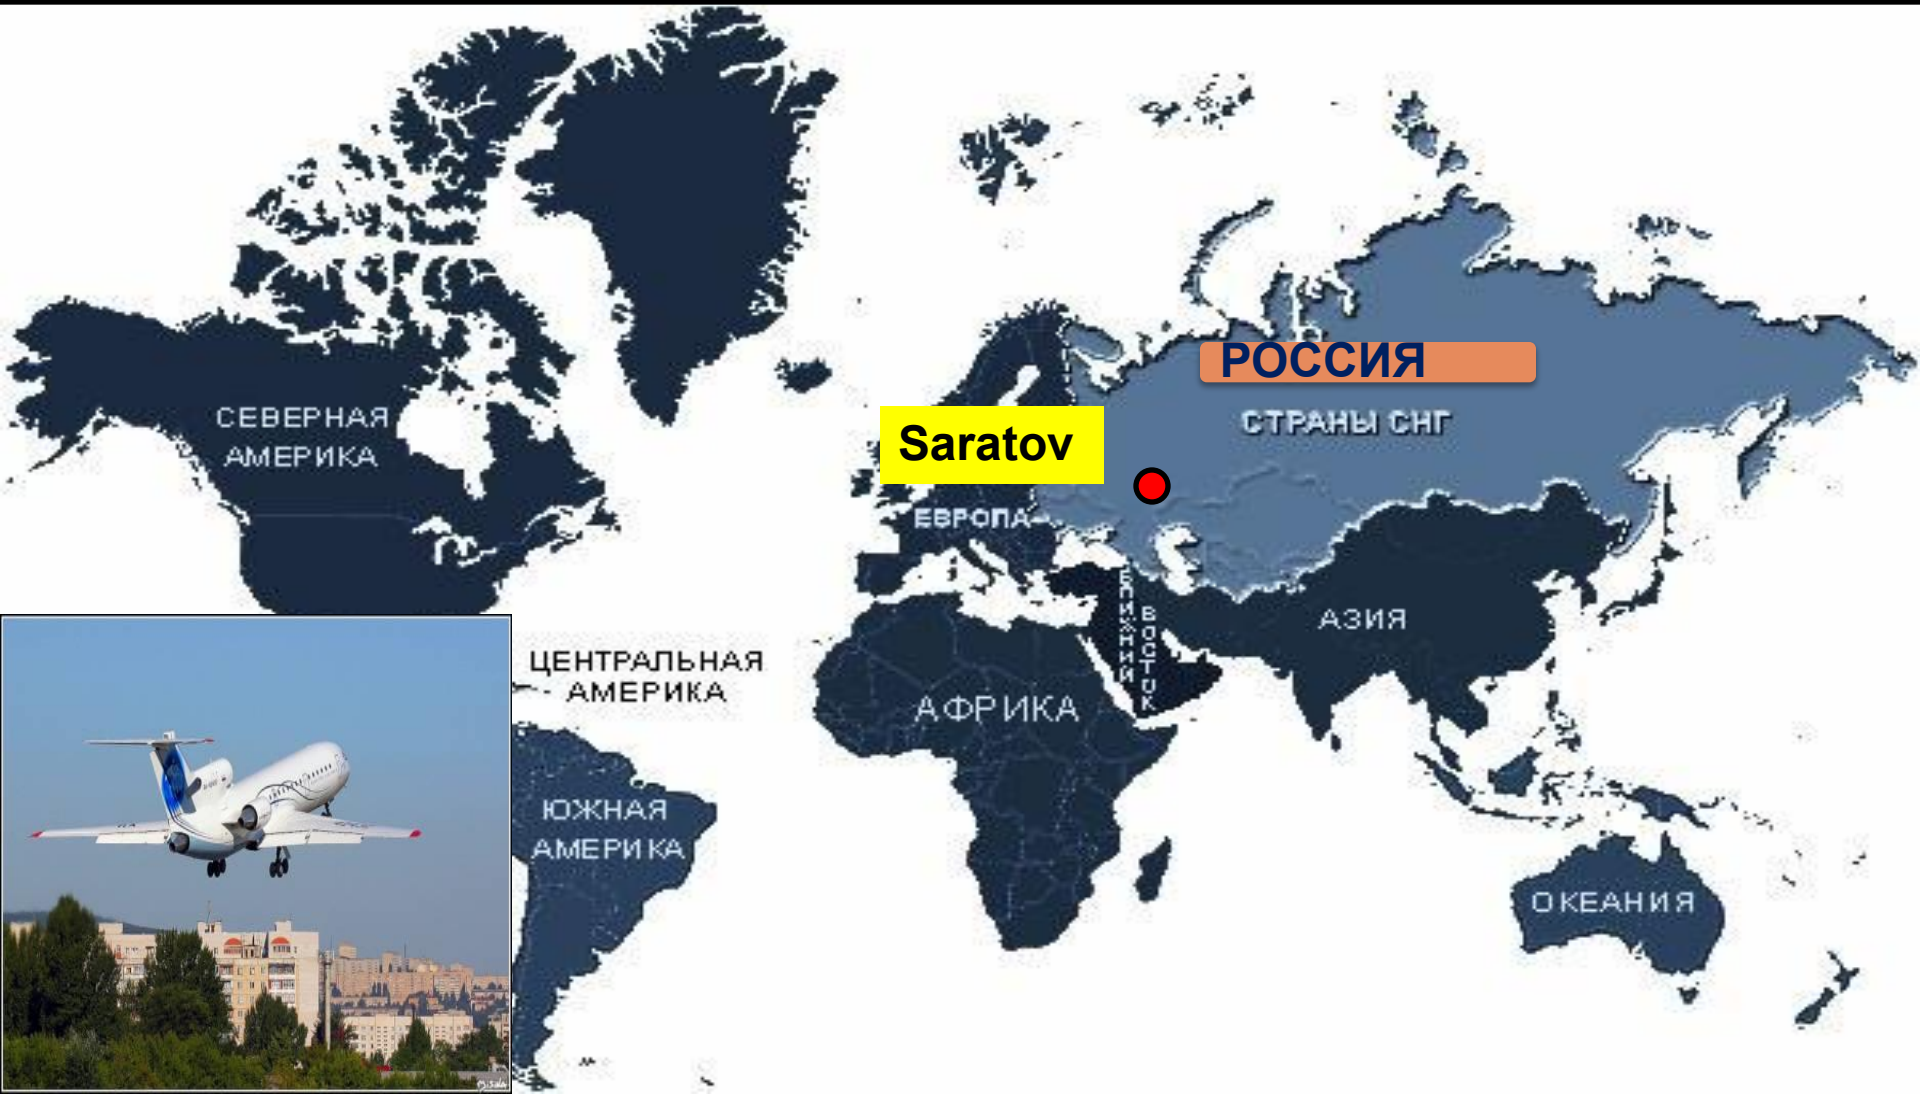 РОССИЯ
СТРАНЫ СНГ
СЕВЕРНАЯ
АМЕРИКА
Saratov
ЕВРОПА
БЛИЖНИЙ
ВОСТОК
АЗИЯ
ЦЕНТРАЛЬНАЯ
АМЕРИКА
АФРИКА
ЮЖНАЯ
АМЕРИКА
ОКЕАНИЯ